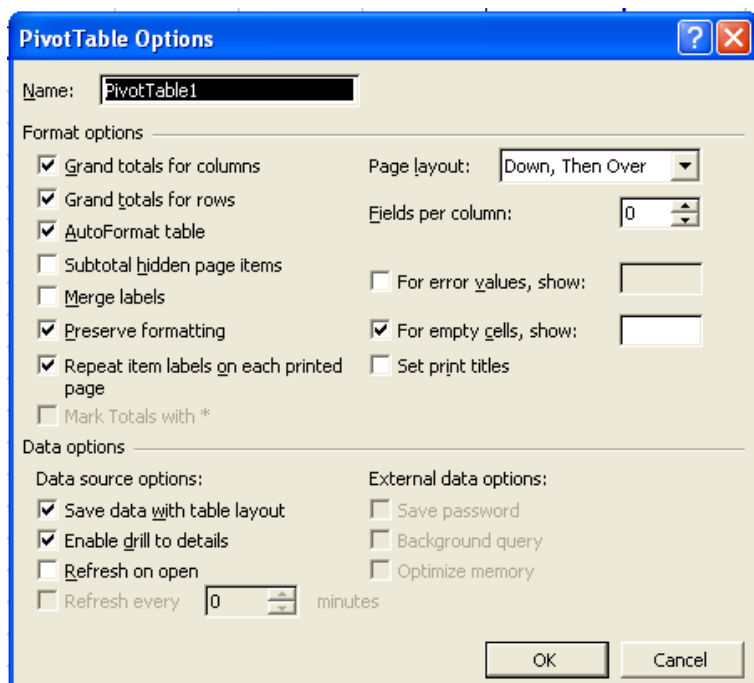 PivotTable Options
?
Name: PivotTable1
Format options
Grand totals for columns
Grand totals for rows
AutoFormat table
Subtotal hidden page items
Merge labels
Preserve formatting
Repeat item labels on each printed
page
Mark Totals with *
Page layout: Down, Then Over
Fields per column: 0
For error values, show:
For empty cells, show:
Set print titles
Data options
Data source options:
Save data with table layout
Enable drill to details
Refresh on open
Refresh every 0 minutes
External data options:
Save password
Background query
Optimize memory
OK Cancel